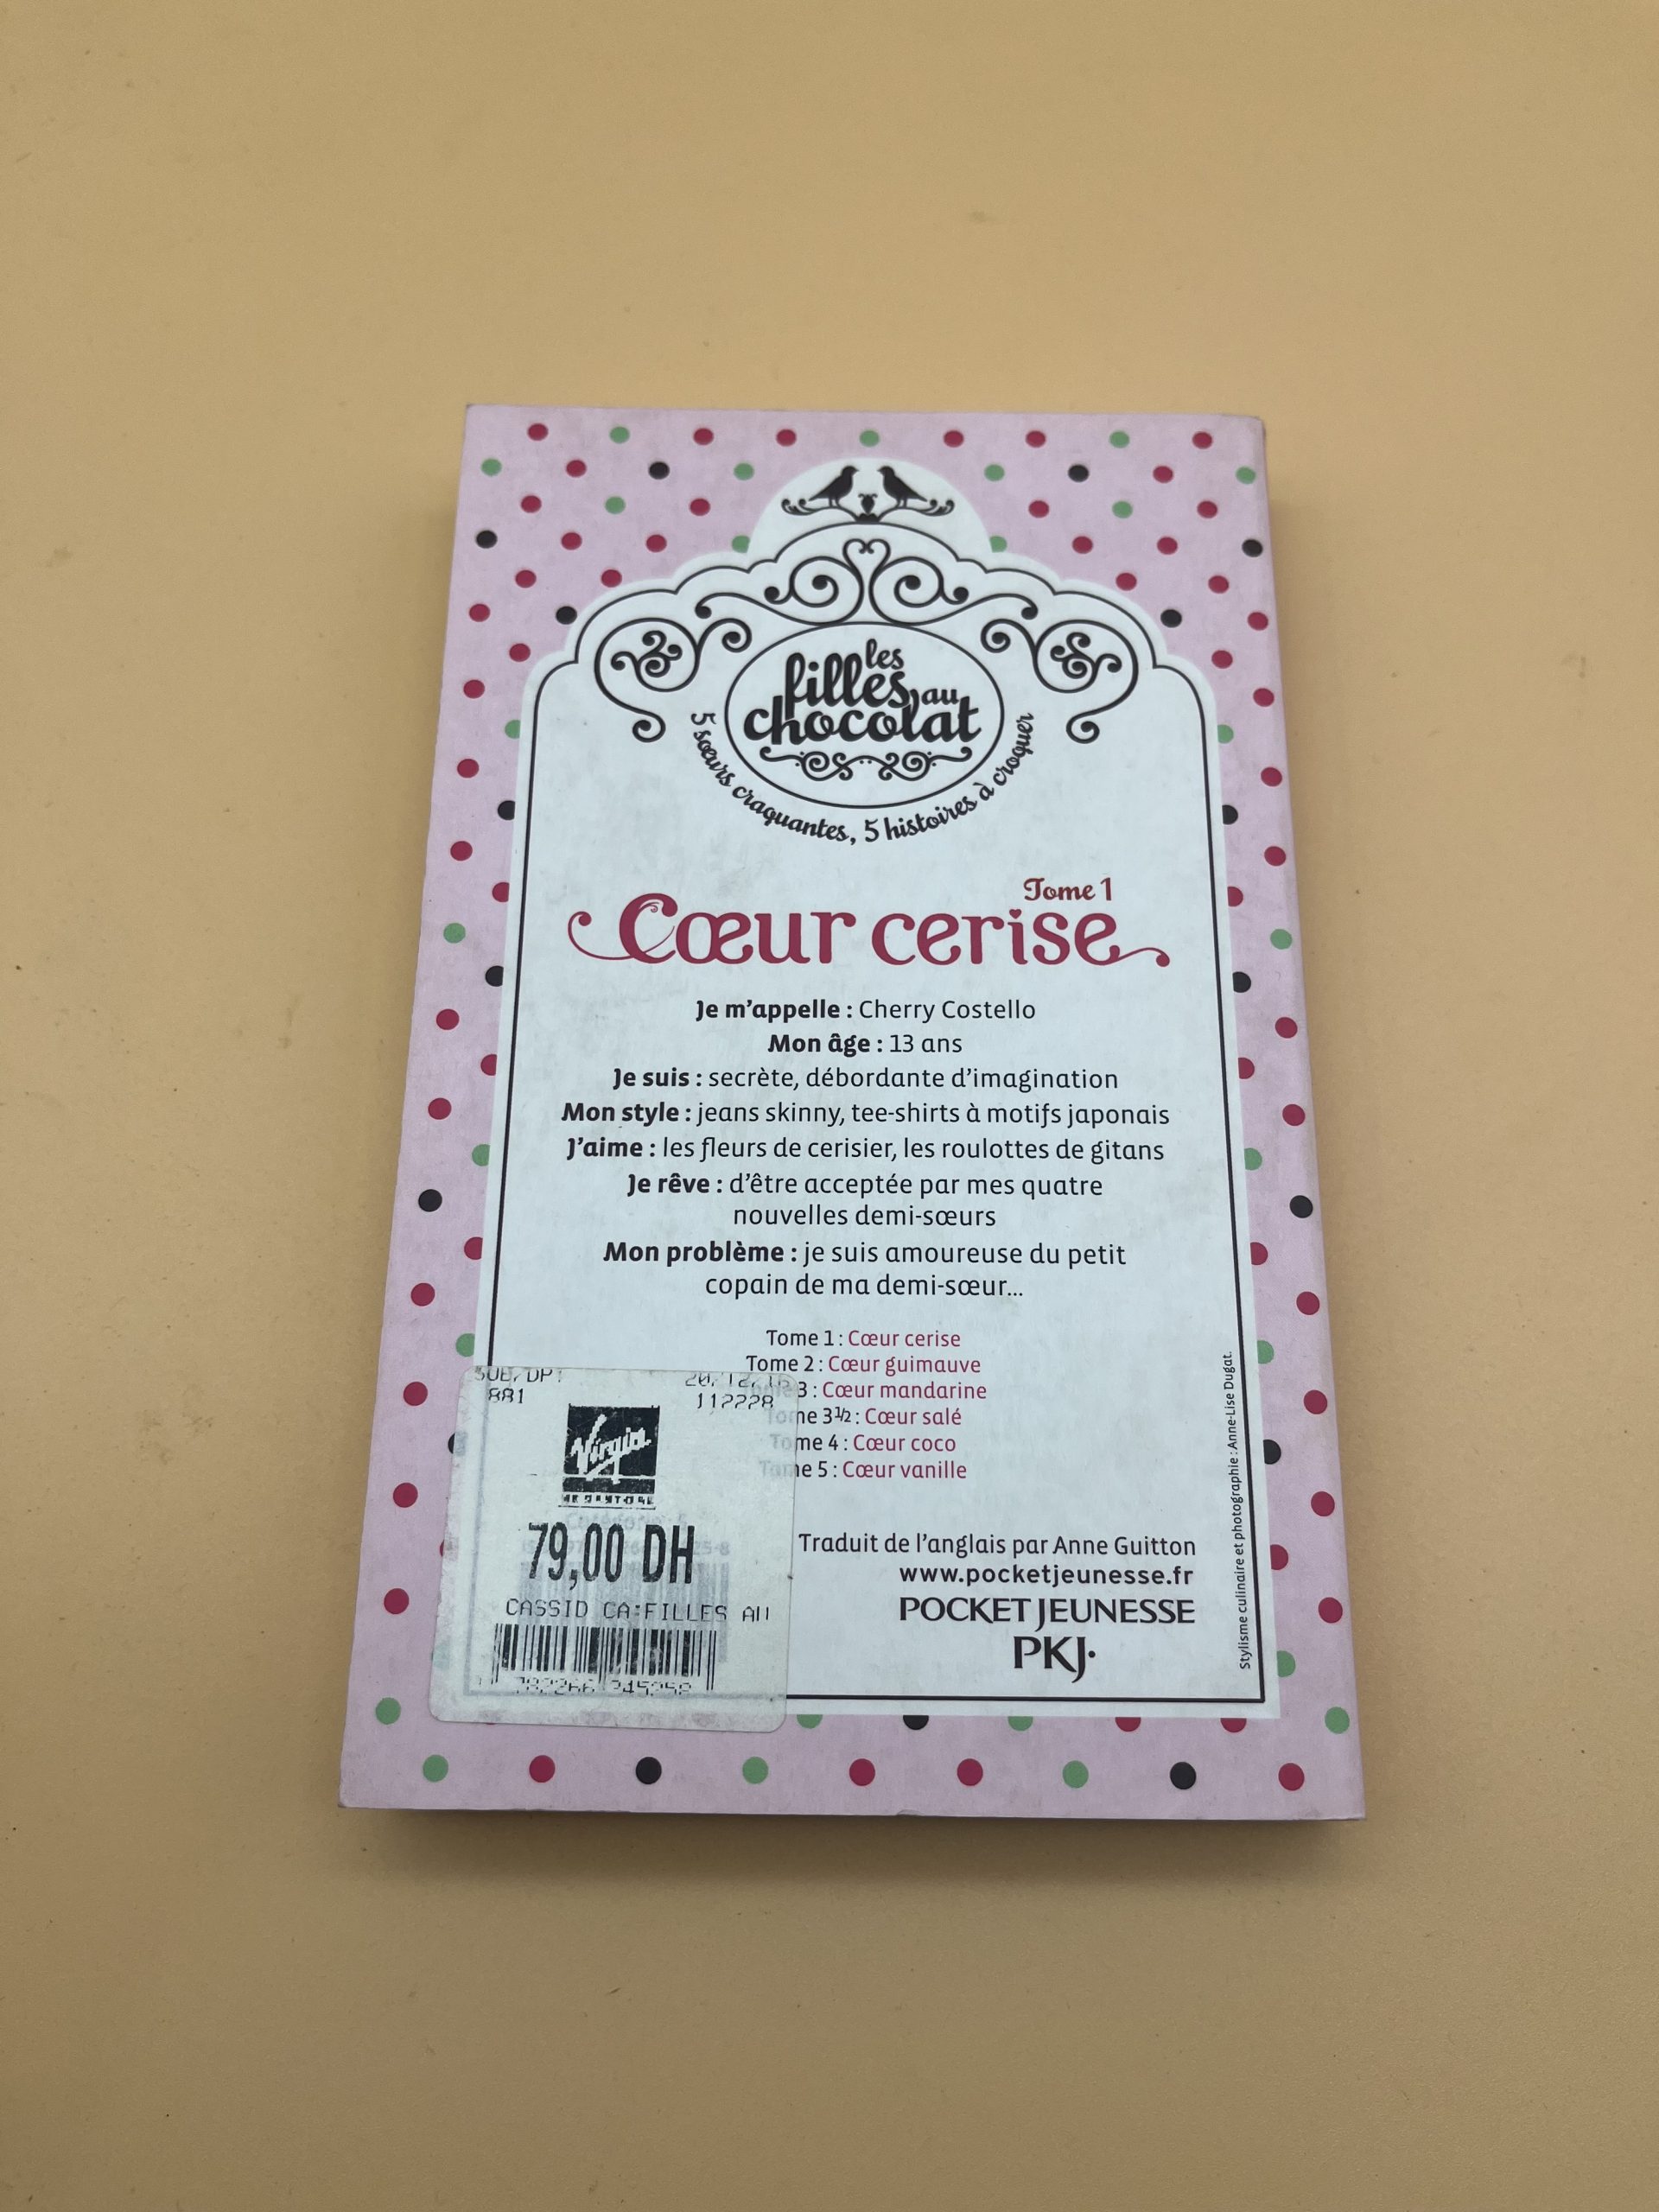 les
filles au
chocolat
5 sœurs craquantes, 5 histoires à croquer
Tome 1
Cœur cerise
Je m'appelle : Cherry Costello
Mon âge : 13 ans
Je suis : secrète, débordante d'imagination
Mon style : jeans skinny, tee-shirts à motifs japonais
J'aime : les fleurs de cerisier, les roulottes de gitans
Je rêve : d'être acceptée par mes quatre
nouvelles demi-sœurs
Mon problème : je suis amoureuse du petit
copain de ma demi-sœur...
Tome 1 : Cœur cerise
Tome 2 : Cœur guimauve
Tome 3 : Cœur mandarine
Tome 3½ : Cœur salé
Tome 4 : Cœur coco
Tome 5 : Cœur vanille
881
112228
Virgin
79,00 DH
CASSID CA:FILLES AU
Traduit de l'anglais par Anne Guitton
www.pocketjeunesse.fr
POCKET JEUNESSE
PKJ·
Stylisme culinaire et photographie : Anne-Lise Dugat.